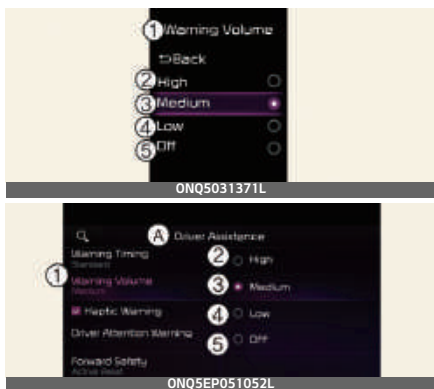 ① Warning Volume
⮌Back
② High
③ Medium
④ Low
⑤ Off
ONQ5031371L
Ⓐ Driver Assistance
Warning Timing
Standard
② High
① Warning Volume
Medium
③ Medium
Haptic Warning
④ Low
Driver Attention Warning
⑤ Off
Forward Safety
Active Assist
ONQ5EP051052L